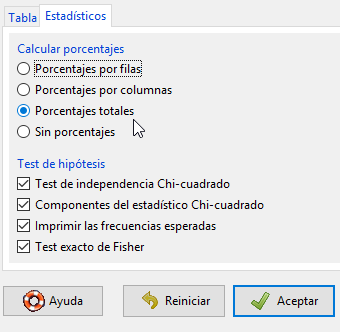 Tabla Estadísticos
Calcular porcentajes
Porcentajes por filas
Porcentajes por columnas
Porcentajes totales
Sin porcentajes
Test de hipótesis
Test de independencia Chi-cuadrado
Componentes del estadístico Chi-cuadrado
Imprimir las frecuencias esperadas
Test exacto de Fisher
Ayuda Reiniciar Aceptar